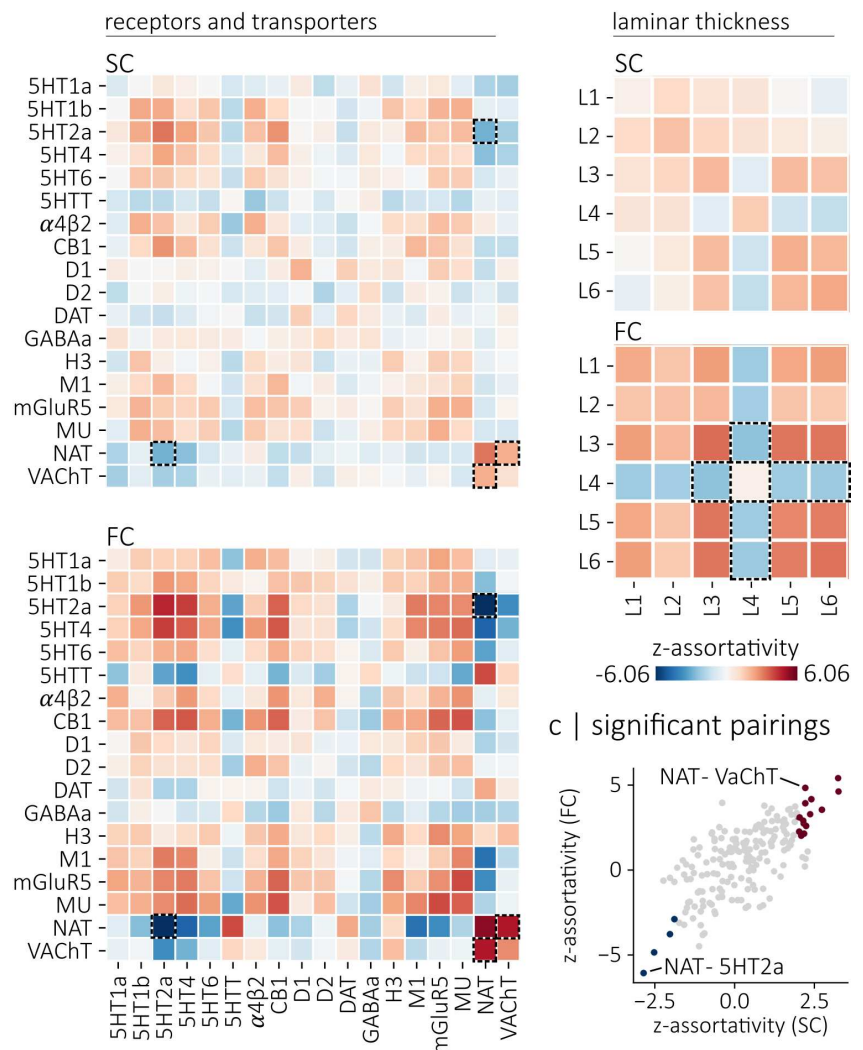 receptors and transporters
SC
5HT1a
5HT1b
5HT2a
5HT4
5HT6
5HTT
α4β2
CB1
D1
D2
DAT
GABAa
H3
M1
mGluR5
MU
NAT
VAChT
FC
5HT1a
5HT1b
5HT2a
5HT4
5HT6
5HTT
α4β2
CB1
D1
D2
DAT
GABAa
H3
M1
mGluR5
MU
NAT
VAChT
5HT1a 5HT1b 5HT2a 5HT4 5HT6 5HTT α4β2 CB1 D1 D2 DAT GABAa H3 M1 mGluR5 MU NAT VAChT
laminar thickness
SC
L1
L2
L3
L4
L5
L6
FC
L1
L2
L3
L4
L5
L6
L1 L2 L3 L4 L5 L6
z-assortativity
-6.06 6.06
c | significant pairings
z-assortativity (FC)
5
0
−5
NAT- VaChT
NAT- 5HT2a
−2.5 0.0 2.5
z-assortativity (SC)